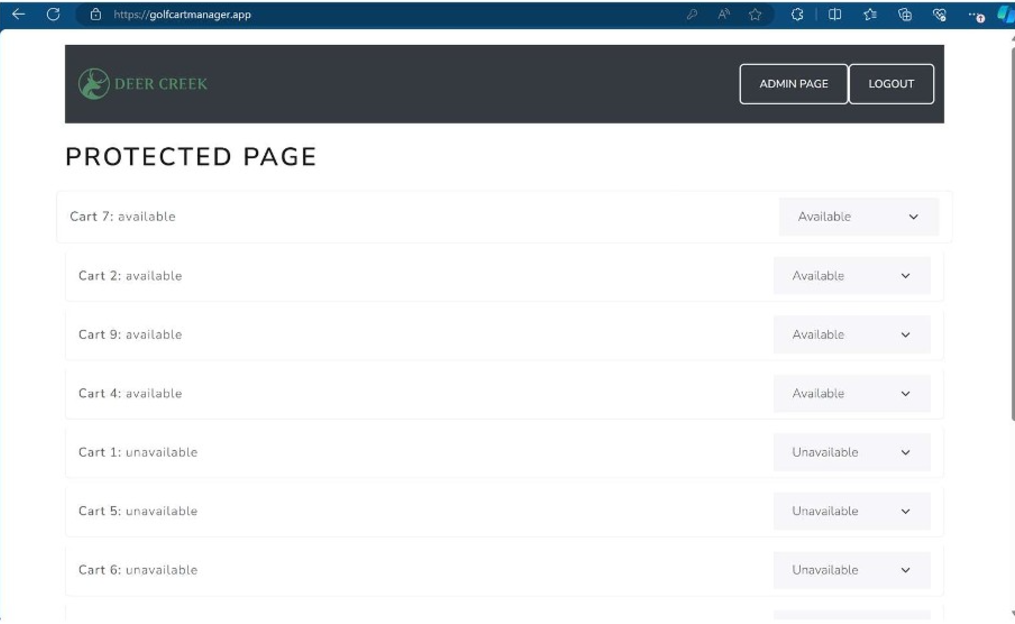 https://golfcartmanager.app
DEER CREEK
ADMIN PAGE
LOGOUT
PROTECTED PAGE
Cart 7: available
Available
Cart 2: available
Available
Cart 9: available
Available
Cart 4: available
Available
Cart 1: unavailable
Unavailable
Cart 5: unavailable
Unavailable
Cart 6: unavailable
Unavailable